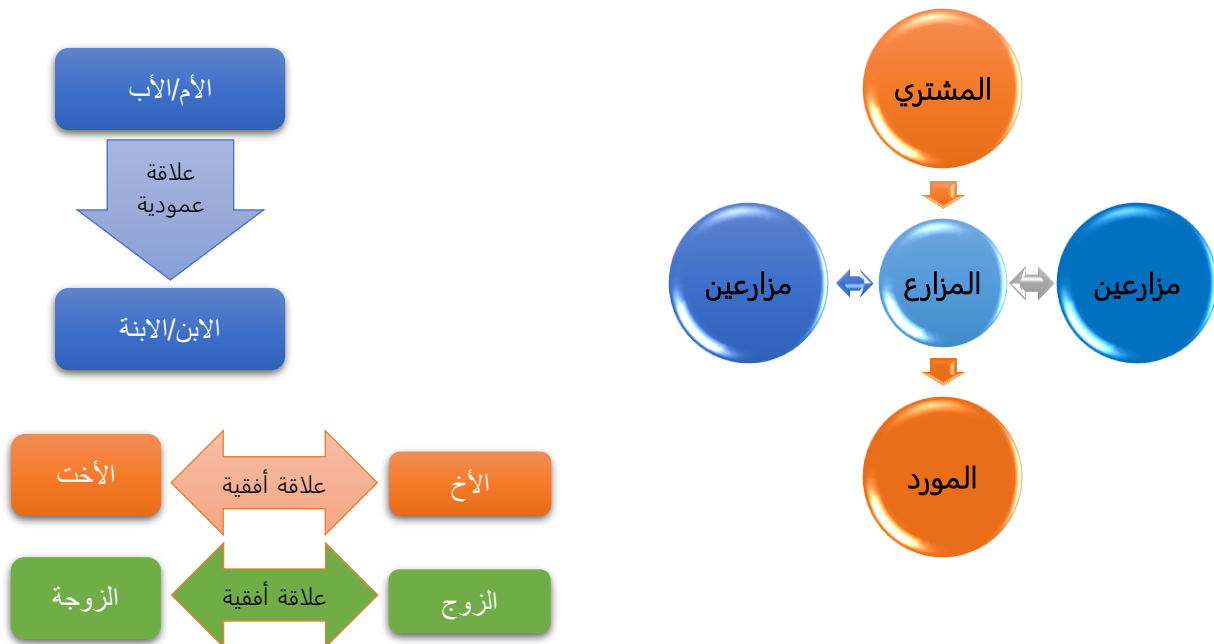 الأم/الأب
علاقة
عمودية
الابن/الابنة
الأخ
علاقة أفقية
الأخت
الزوج
علاقة أفقية
الزوجة
المشتري
مزارعين
المزارع
مزارعين
المورد